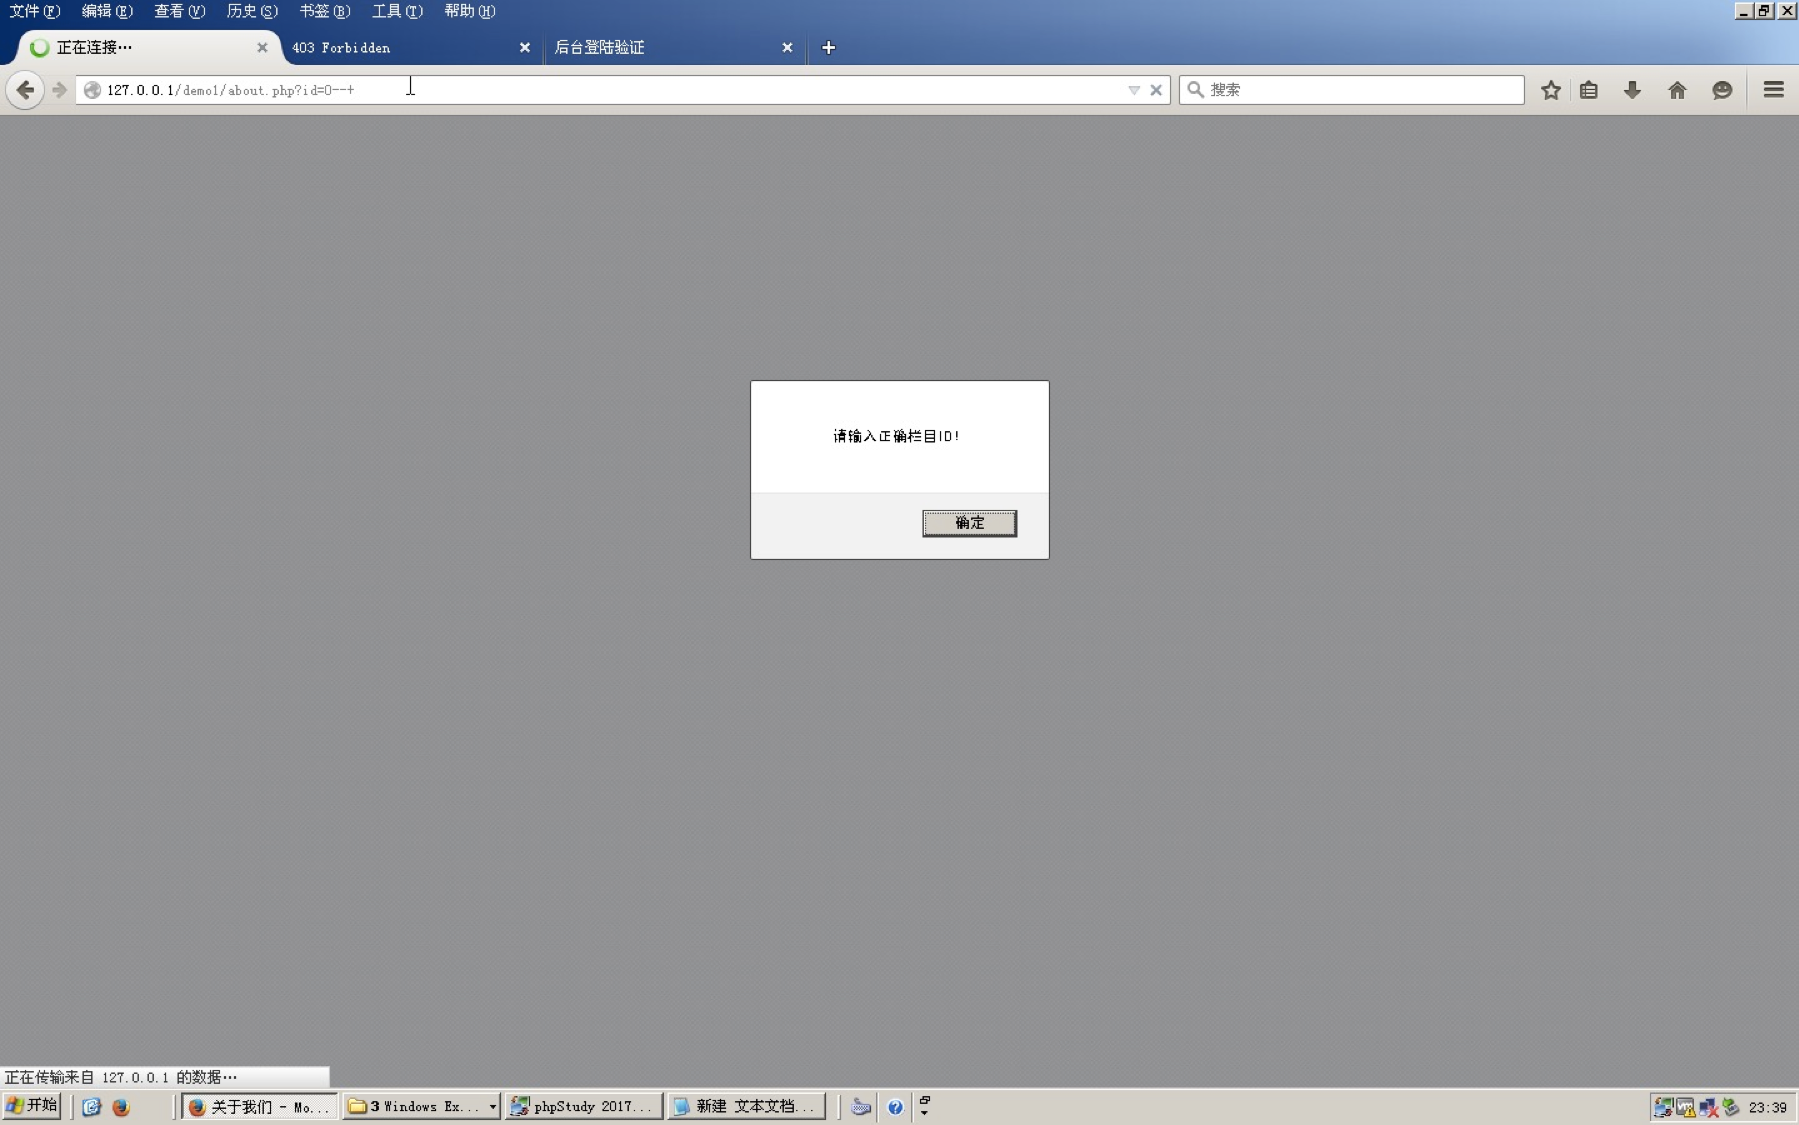 文件(F) 编辑(E) 查看(V) 历史(S) 书签(B) 工具(T) 帮助(H)
正在连接… 403 Forbidden 后台登陆验证
127.0.0.1/demo1/about.php?id=0--+ 搜索
请输入正确栏目ID!
确定
正在传输来自 127.0.0.1 的数据…
开始 关于我们 - Mo... 3 Windows Ex... phpStudy 2017... 新建 文本文档... 23:39